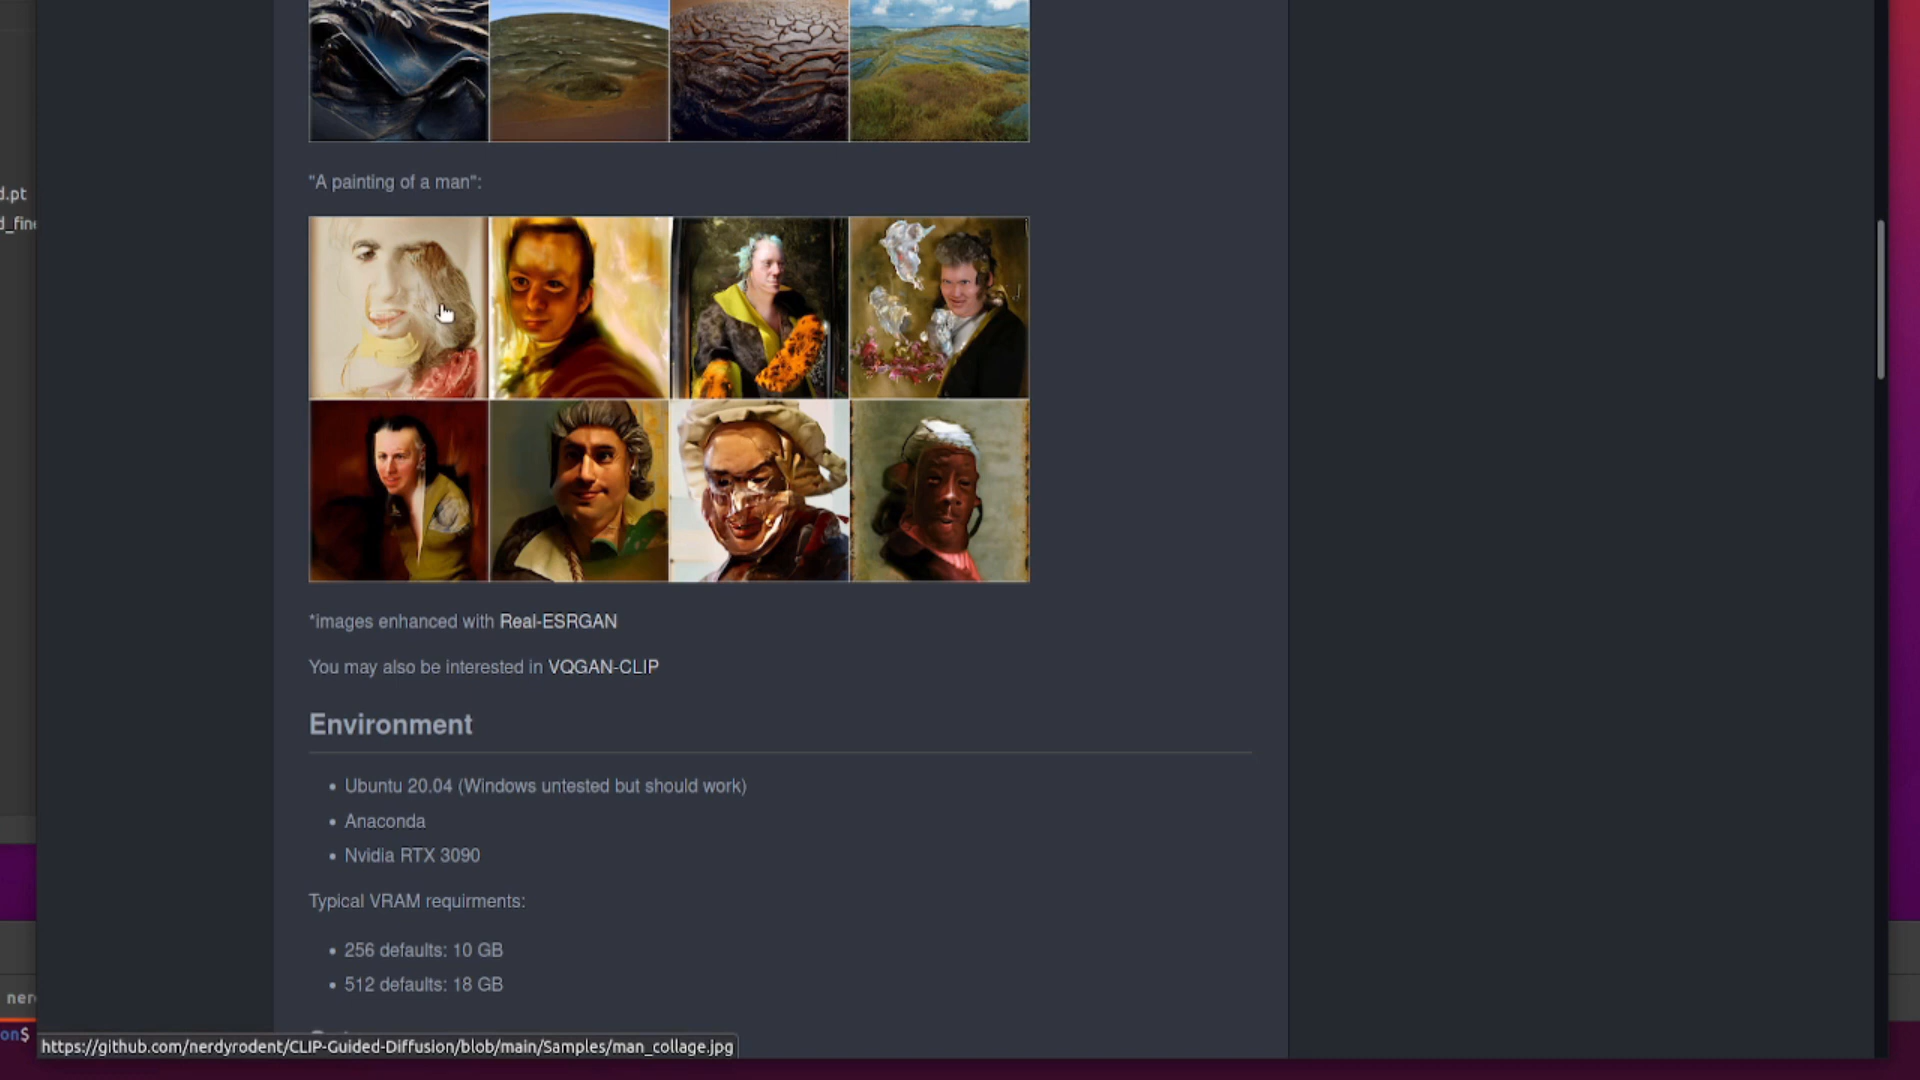 "A painting of a man":
d.pt
d_fine
*images enhanced with Real-ESRGAN
You may also be interested in VQGAN-CLIP
Environment
• Ubuntu 20.04 (Windows untested but should work)
• Anaconda
• Nvidia RTX 3090
Typical VRAM requirments:
• 256 defaults: 10 GB
• 512 defaults: 18 GB
ner
on$
https://github.com/nerdyrodent/CLIP-Guided-Diffusion/blob/main/Samples/man_collage.jpg